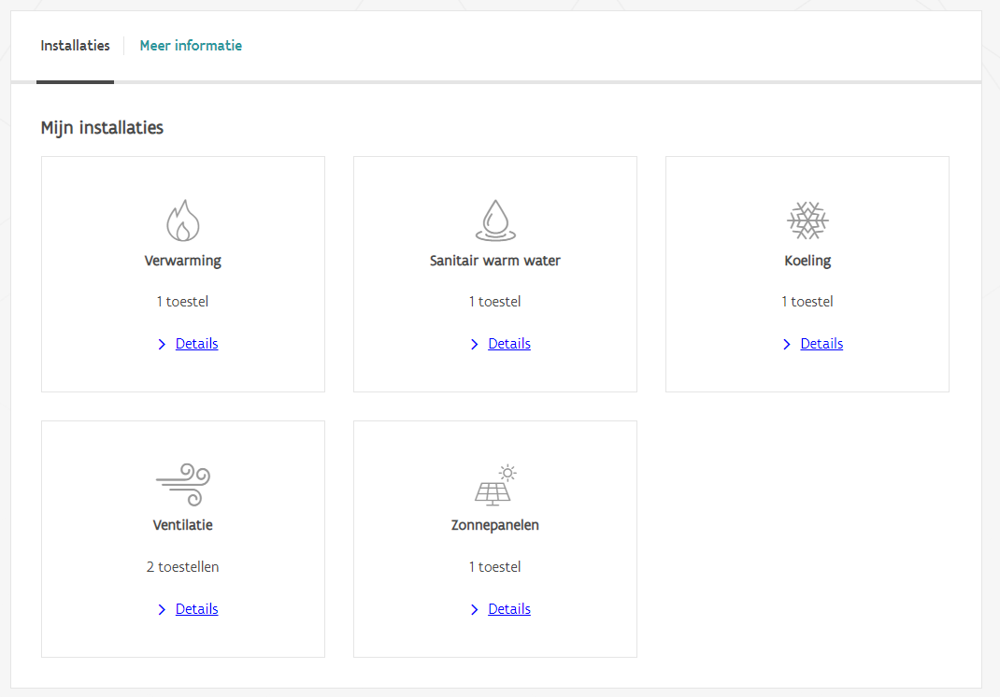 Installaties
Meer informatie
Mijn installaties
Verwarming
1 toestel
Details
Sanitair warm water
1 toestel
Details
Koeling
1 toestel
Details
Ventilatie
2 toestellen
Details
Zonnepanelen
1 toestel
Details